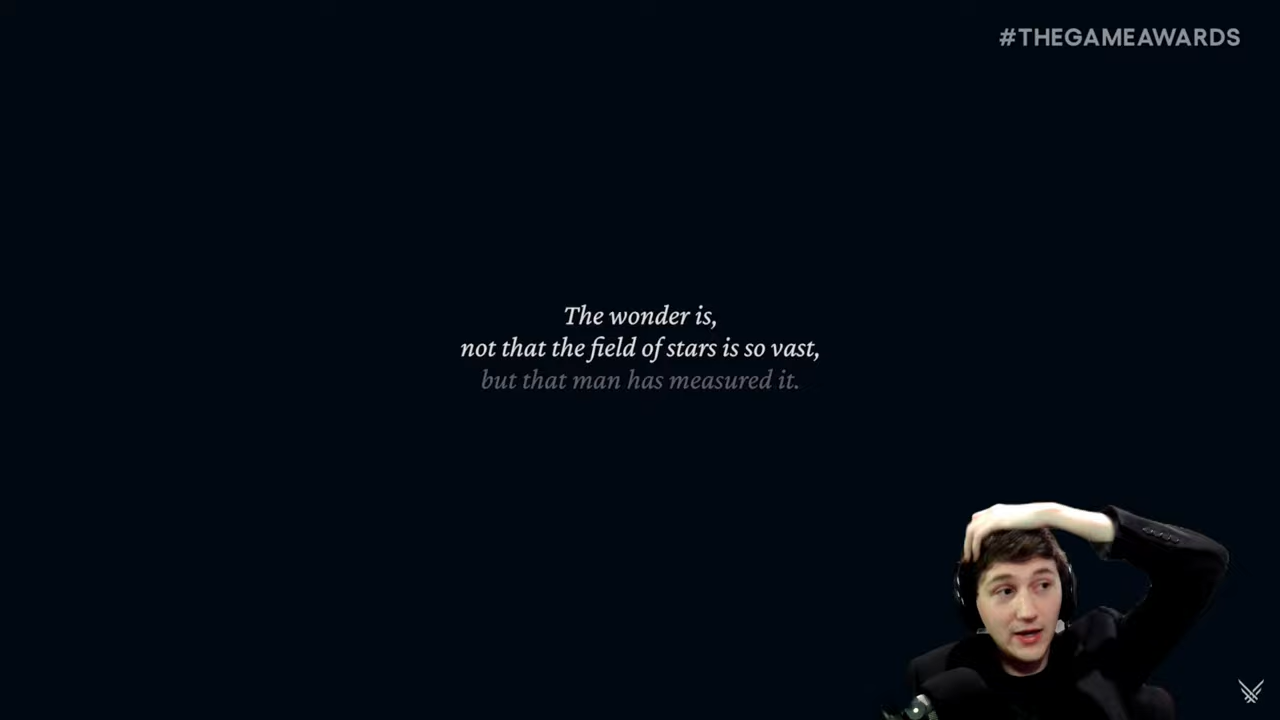 #THEGAMEAWARDS
The wonder is,
not that the field of stars is so vast,
but that man has measured it.